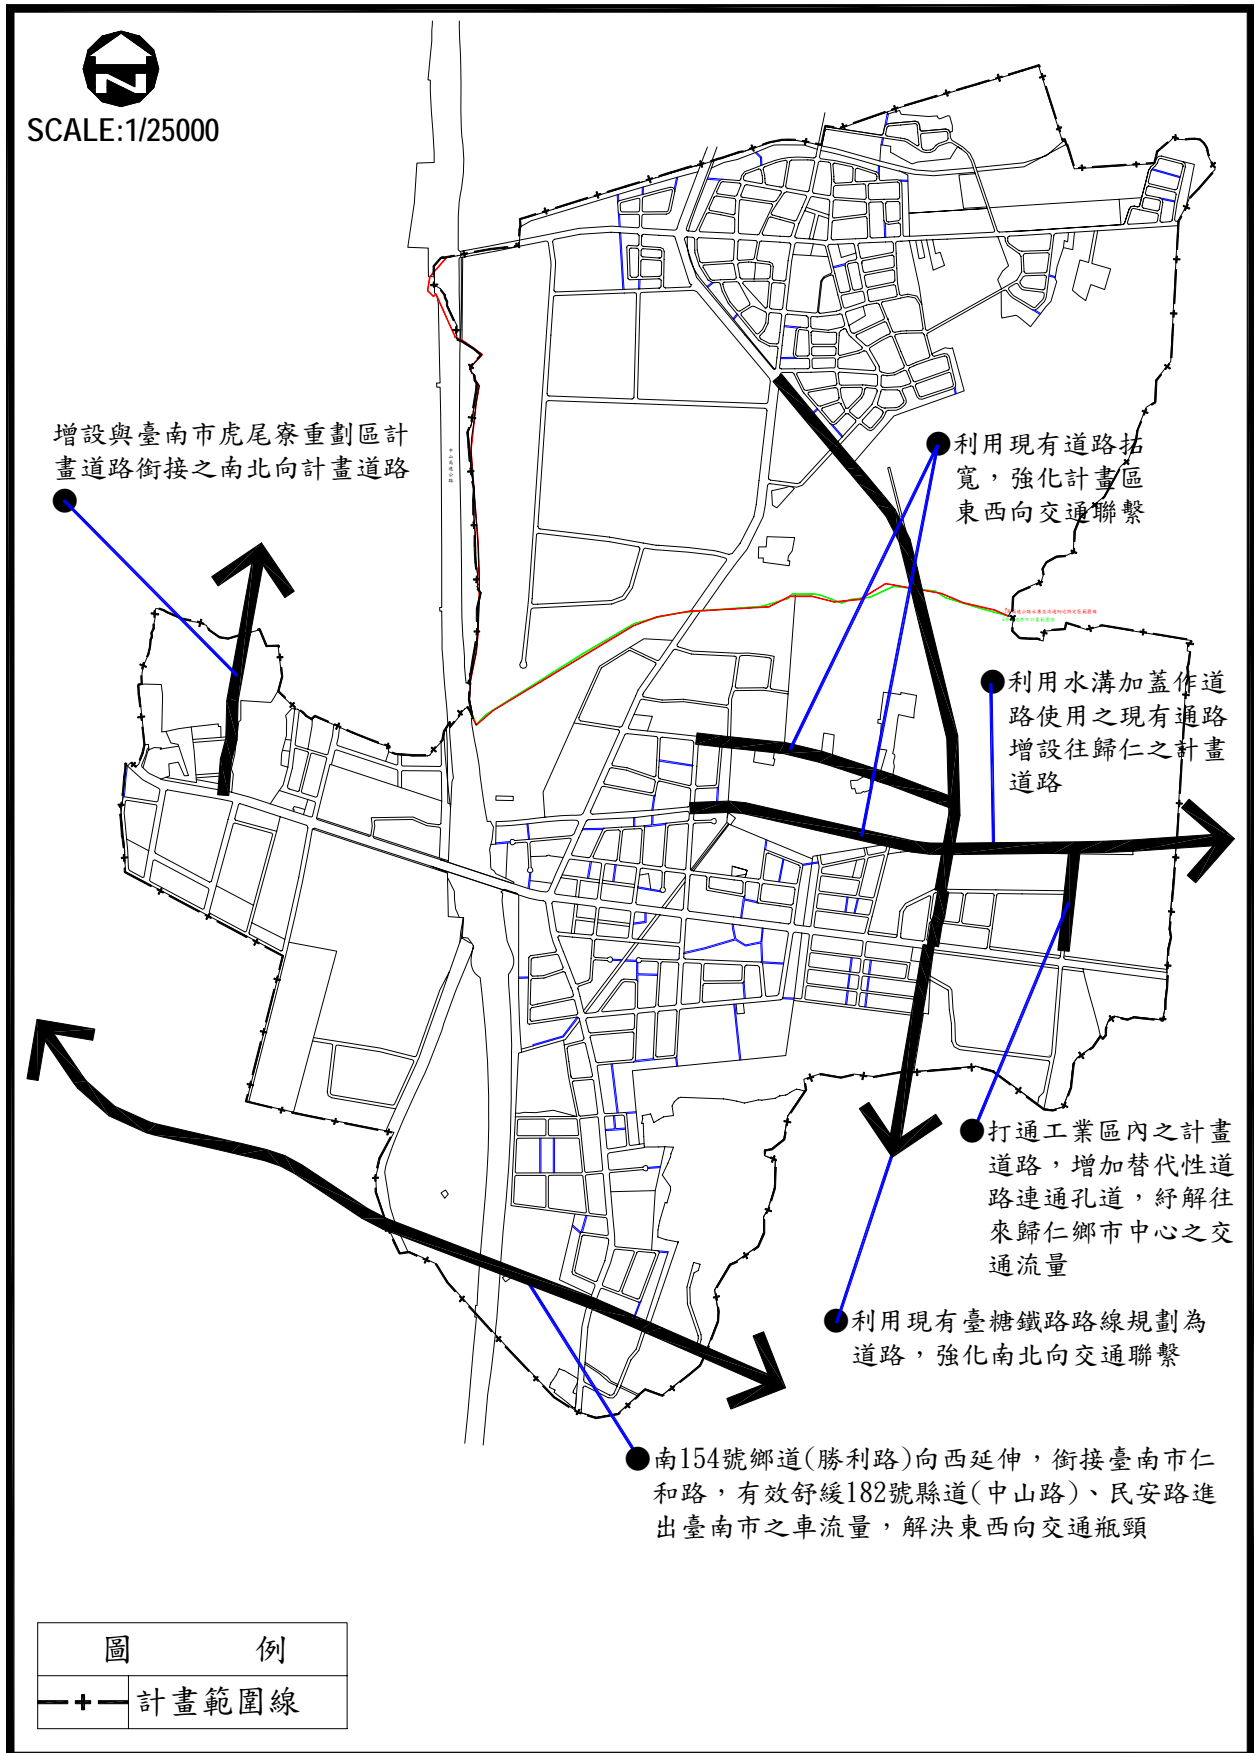 N
SCALE:1/25000
增設與臺南市虎尾寮重劃區計
畫道路銜接之南北向計畫道路
中山高速公路
利用現有道路拓
寬，強化計畫區
東西向交通聯繫
利用水溝加蓋作道
路使用之現有通路
增設往歸仁之計畫
道路
打通工業區內之計畫
道路，增加替代性道
路連通孔道，紓解往
來歸仁鄉市中心之交
通流量
利用現有臺糖鐵路路線規劃為
道路，強化南北向交通聯繫
南154號鄉道(勝利路)向西延伸，銜接臺南市仁
和路，有效舒緩182號縣道(中山路)、民安路進
出臺南市之車流量，解決東西向交通瓶頸
圖 例
計畫範圍線